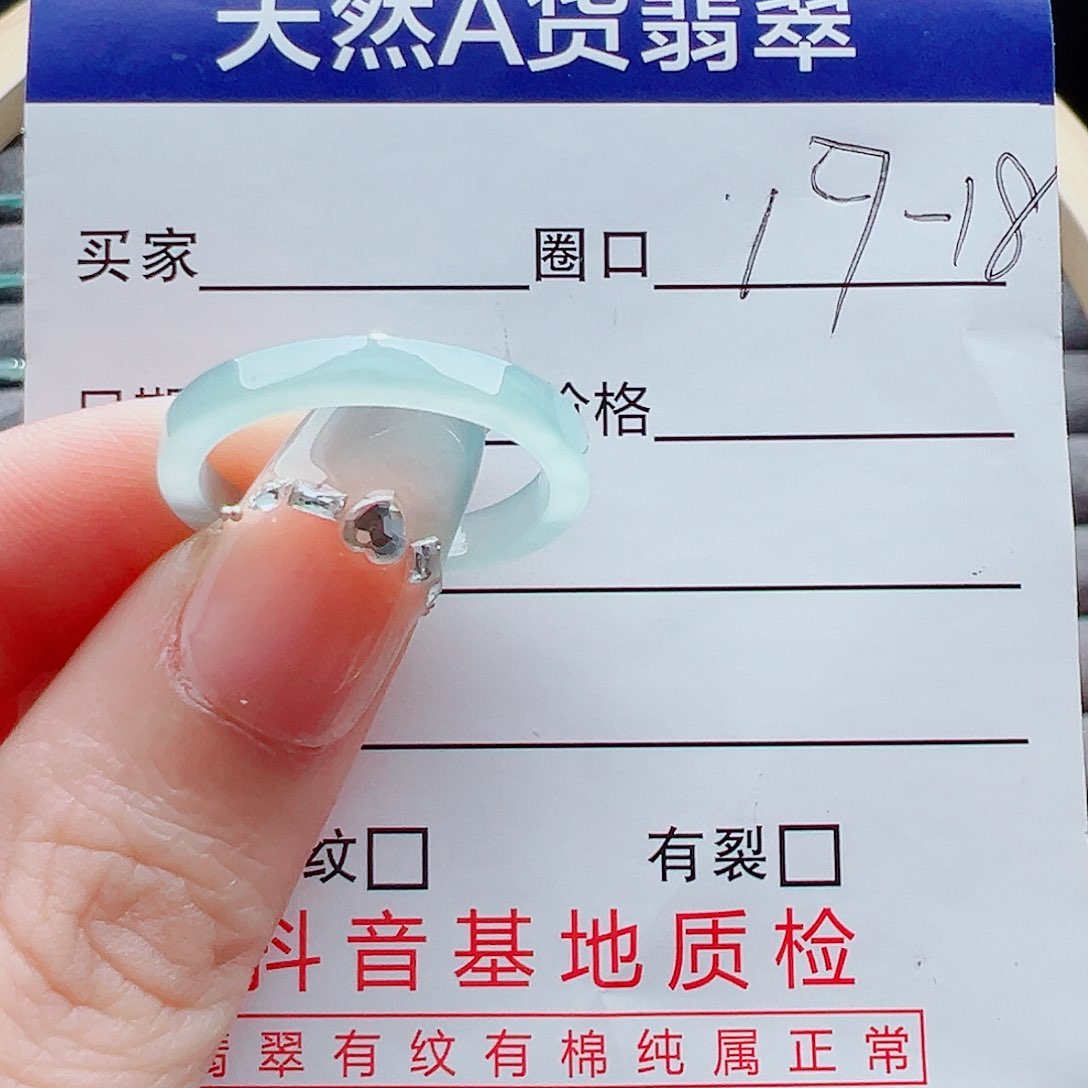 天然A货翡翠
买家 圈口 19-18
价格
纹 有裂
抖音基地质检
翡翠有纹有棉纯属正常